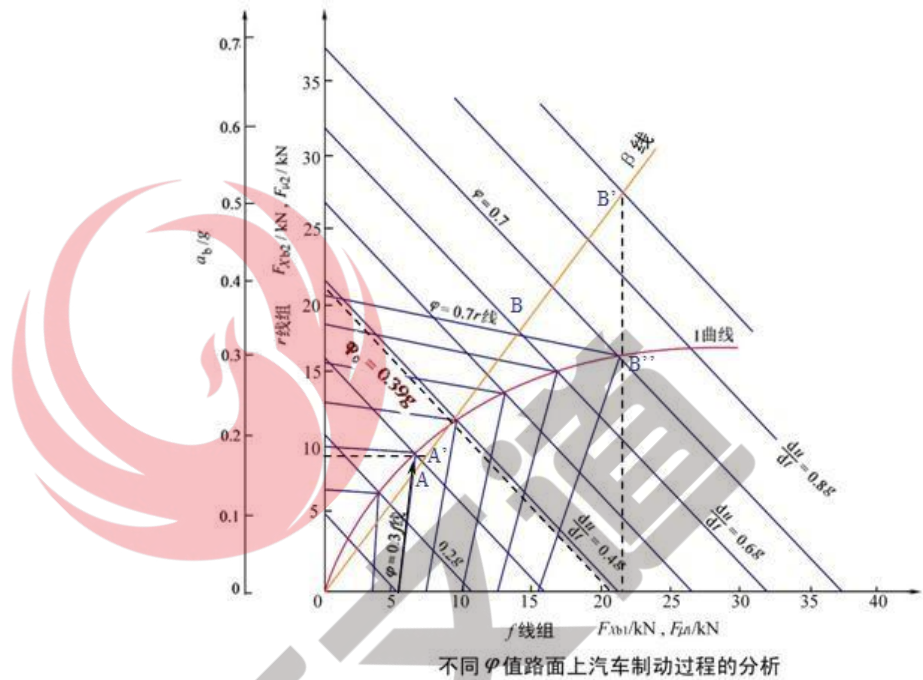 0.7
0.6
0.5
0.4
0.3
0.2
0.1
0
a_b/g
35
30
25
20
15
10
5
r线组 F_Xb2/kN , F_μ2/kN
β线
B'
φ=0.7
B
φ=0.7r线
I曲线
B''
φ₀=0.39g
A'
A
φ=0.3f线
0.2g
du/dt=0.4g
du/dt=0.6g
du/dt=0.8g
0 5 10 15 20 25 30 35 40
f线组 F_Xb1/kN , F_μ1/kN
不同φ值路面上汽车制动过程的分析